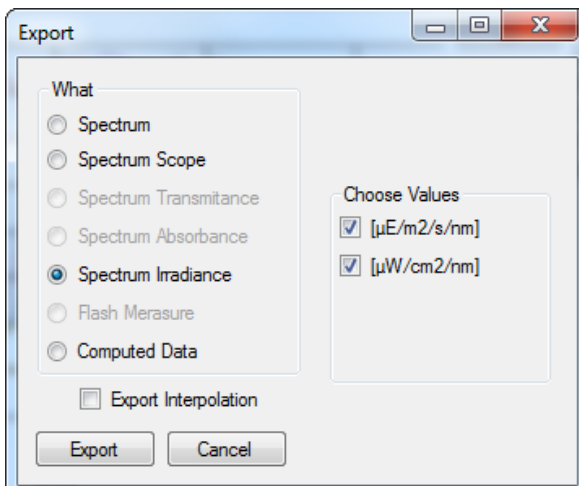 Export
What
Spectrum
Spectrum Scope
Spectrum Transmitance
Spectrum Absorbance
Spectrum Irradiance
Flash Merasure
Computed Data
Choose Values
[µE/m2/s/nm]
[µW/cm2/nm]
Export Interpolation
Export Cancel